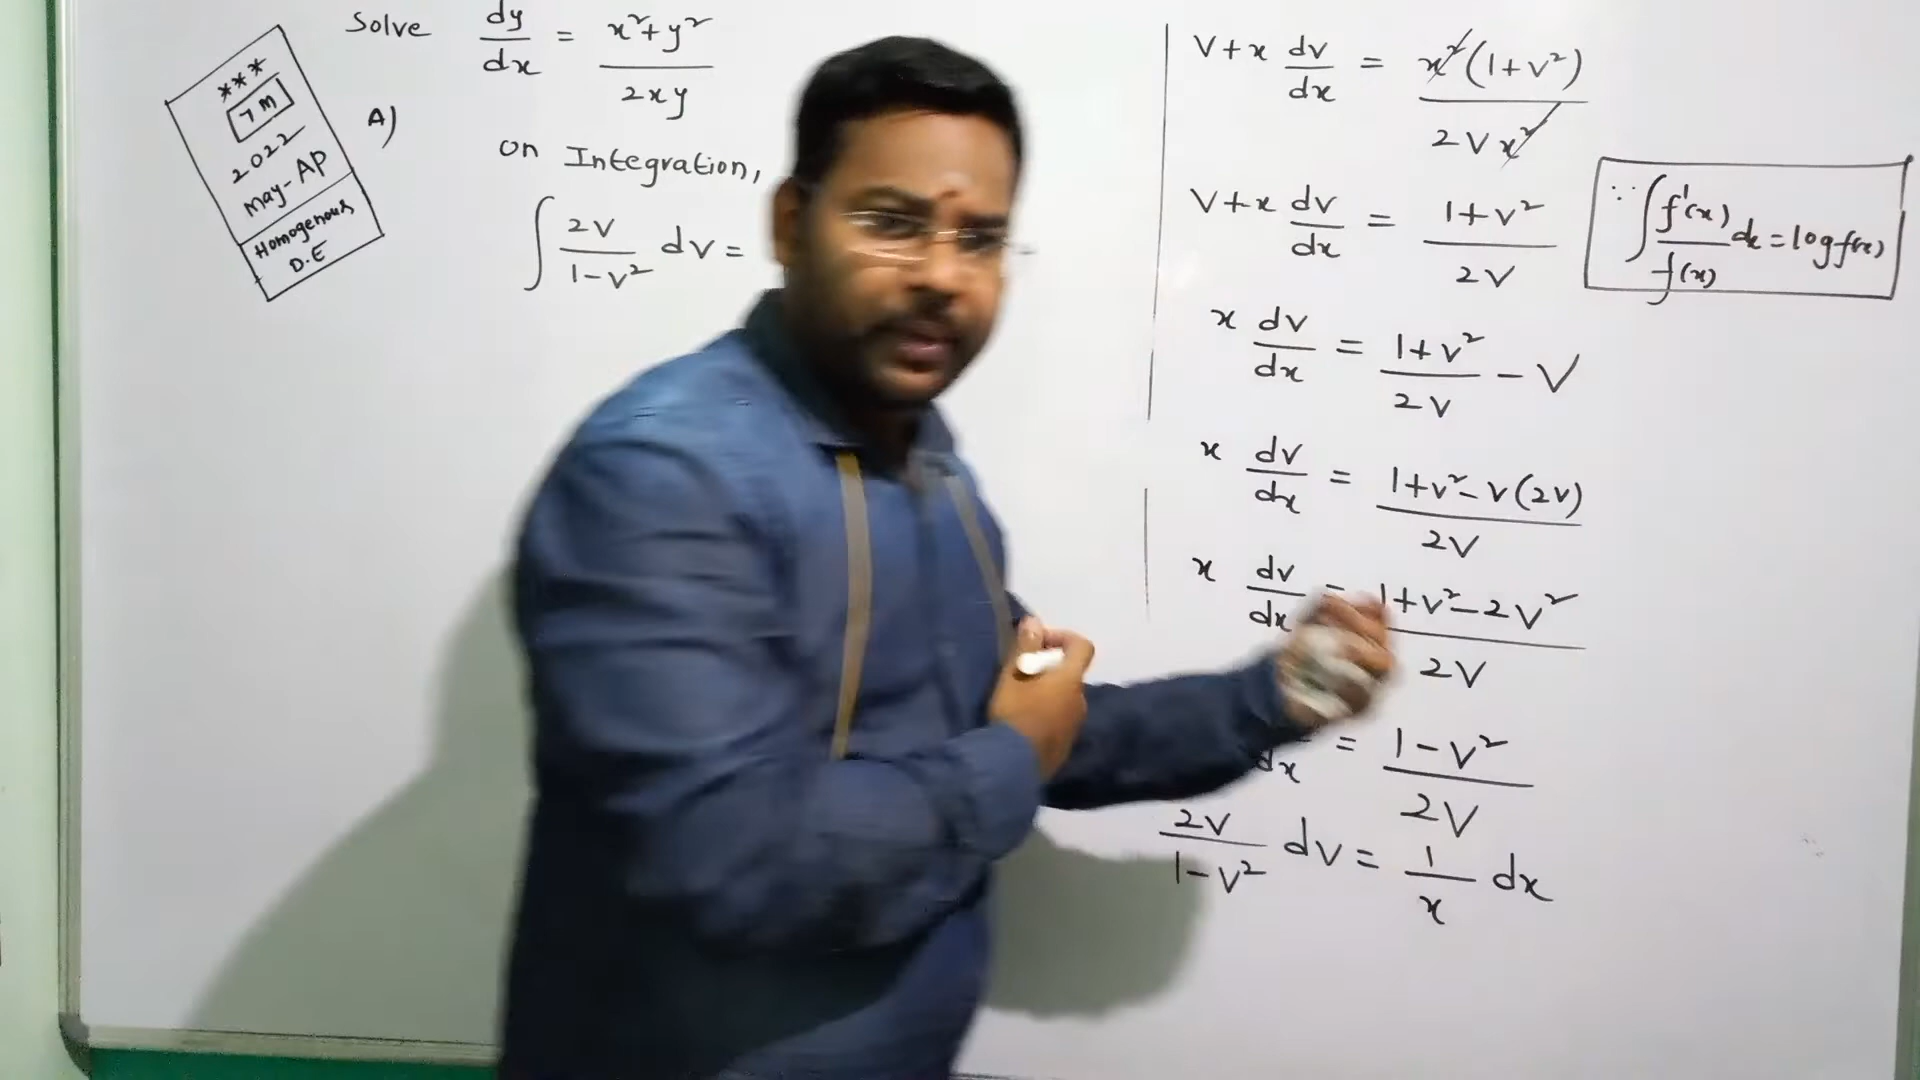 Solve dy/dx = x²+y²/2xy
***
7M
2022
May-AP
Homogenous
D.E
A)
on Integration,
∫ 2v/1-v² dv =
v+x dv/dx = x²(1+v²)/2vx²
v+x dv/dx = 1+v²/2v
∵ ∫ f'(x)/f(x) dx = log f(x)
x dv/dx = 1+v²/2v - v
x dv/dx = 1+v²-v(2v)/2v
x dv/dx = 1+v²-2v²/2v
dx = 1-v²/2v
2v/1-v² dv = 1/x dx